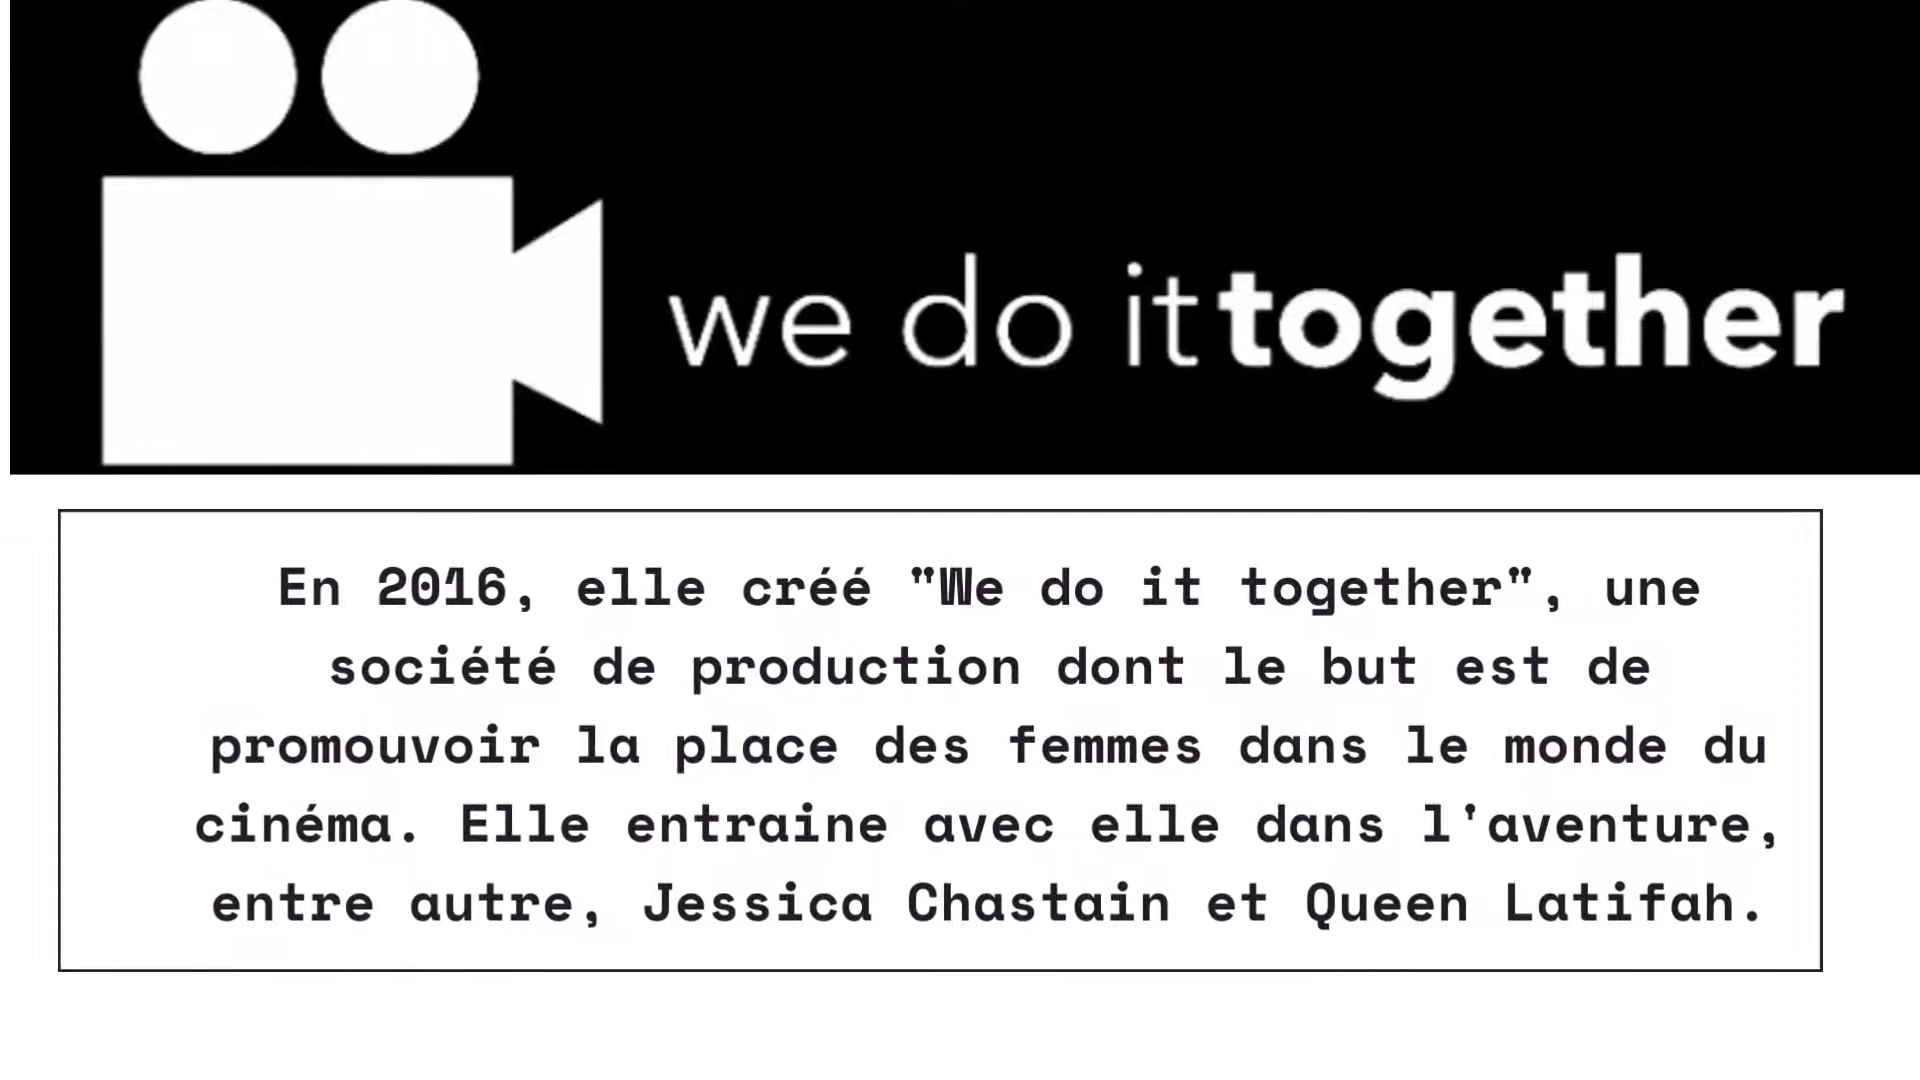 we do it together
En 2016, elle créé "We do it together", une
société de production dont le but est de
promouvoir la place des femmes dans le monde du
cinéma. Elle entraine avec elle dans l'aventure,
entre autre, Jessica Chastain et Queen Latifah.